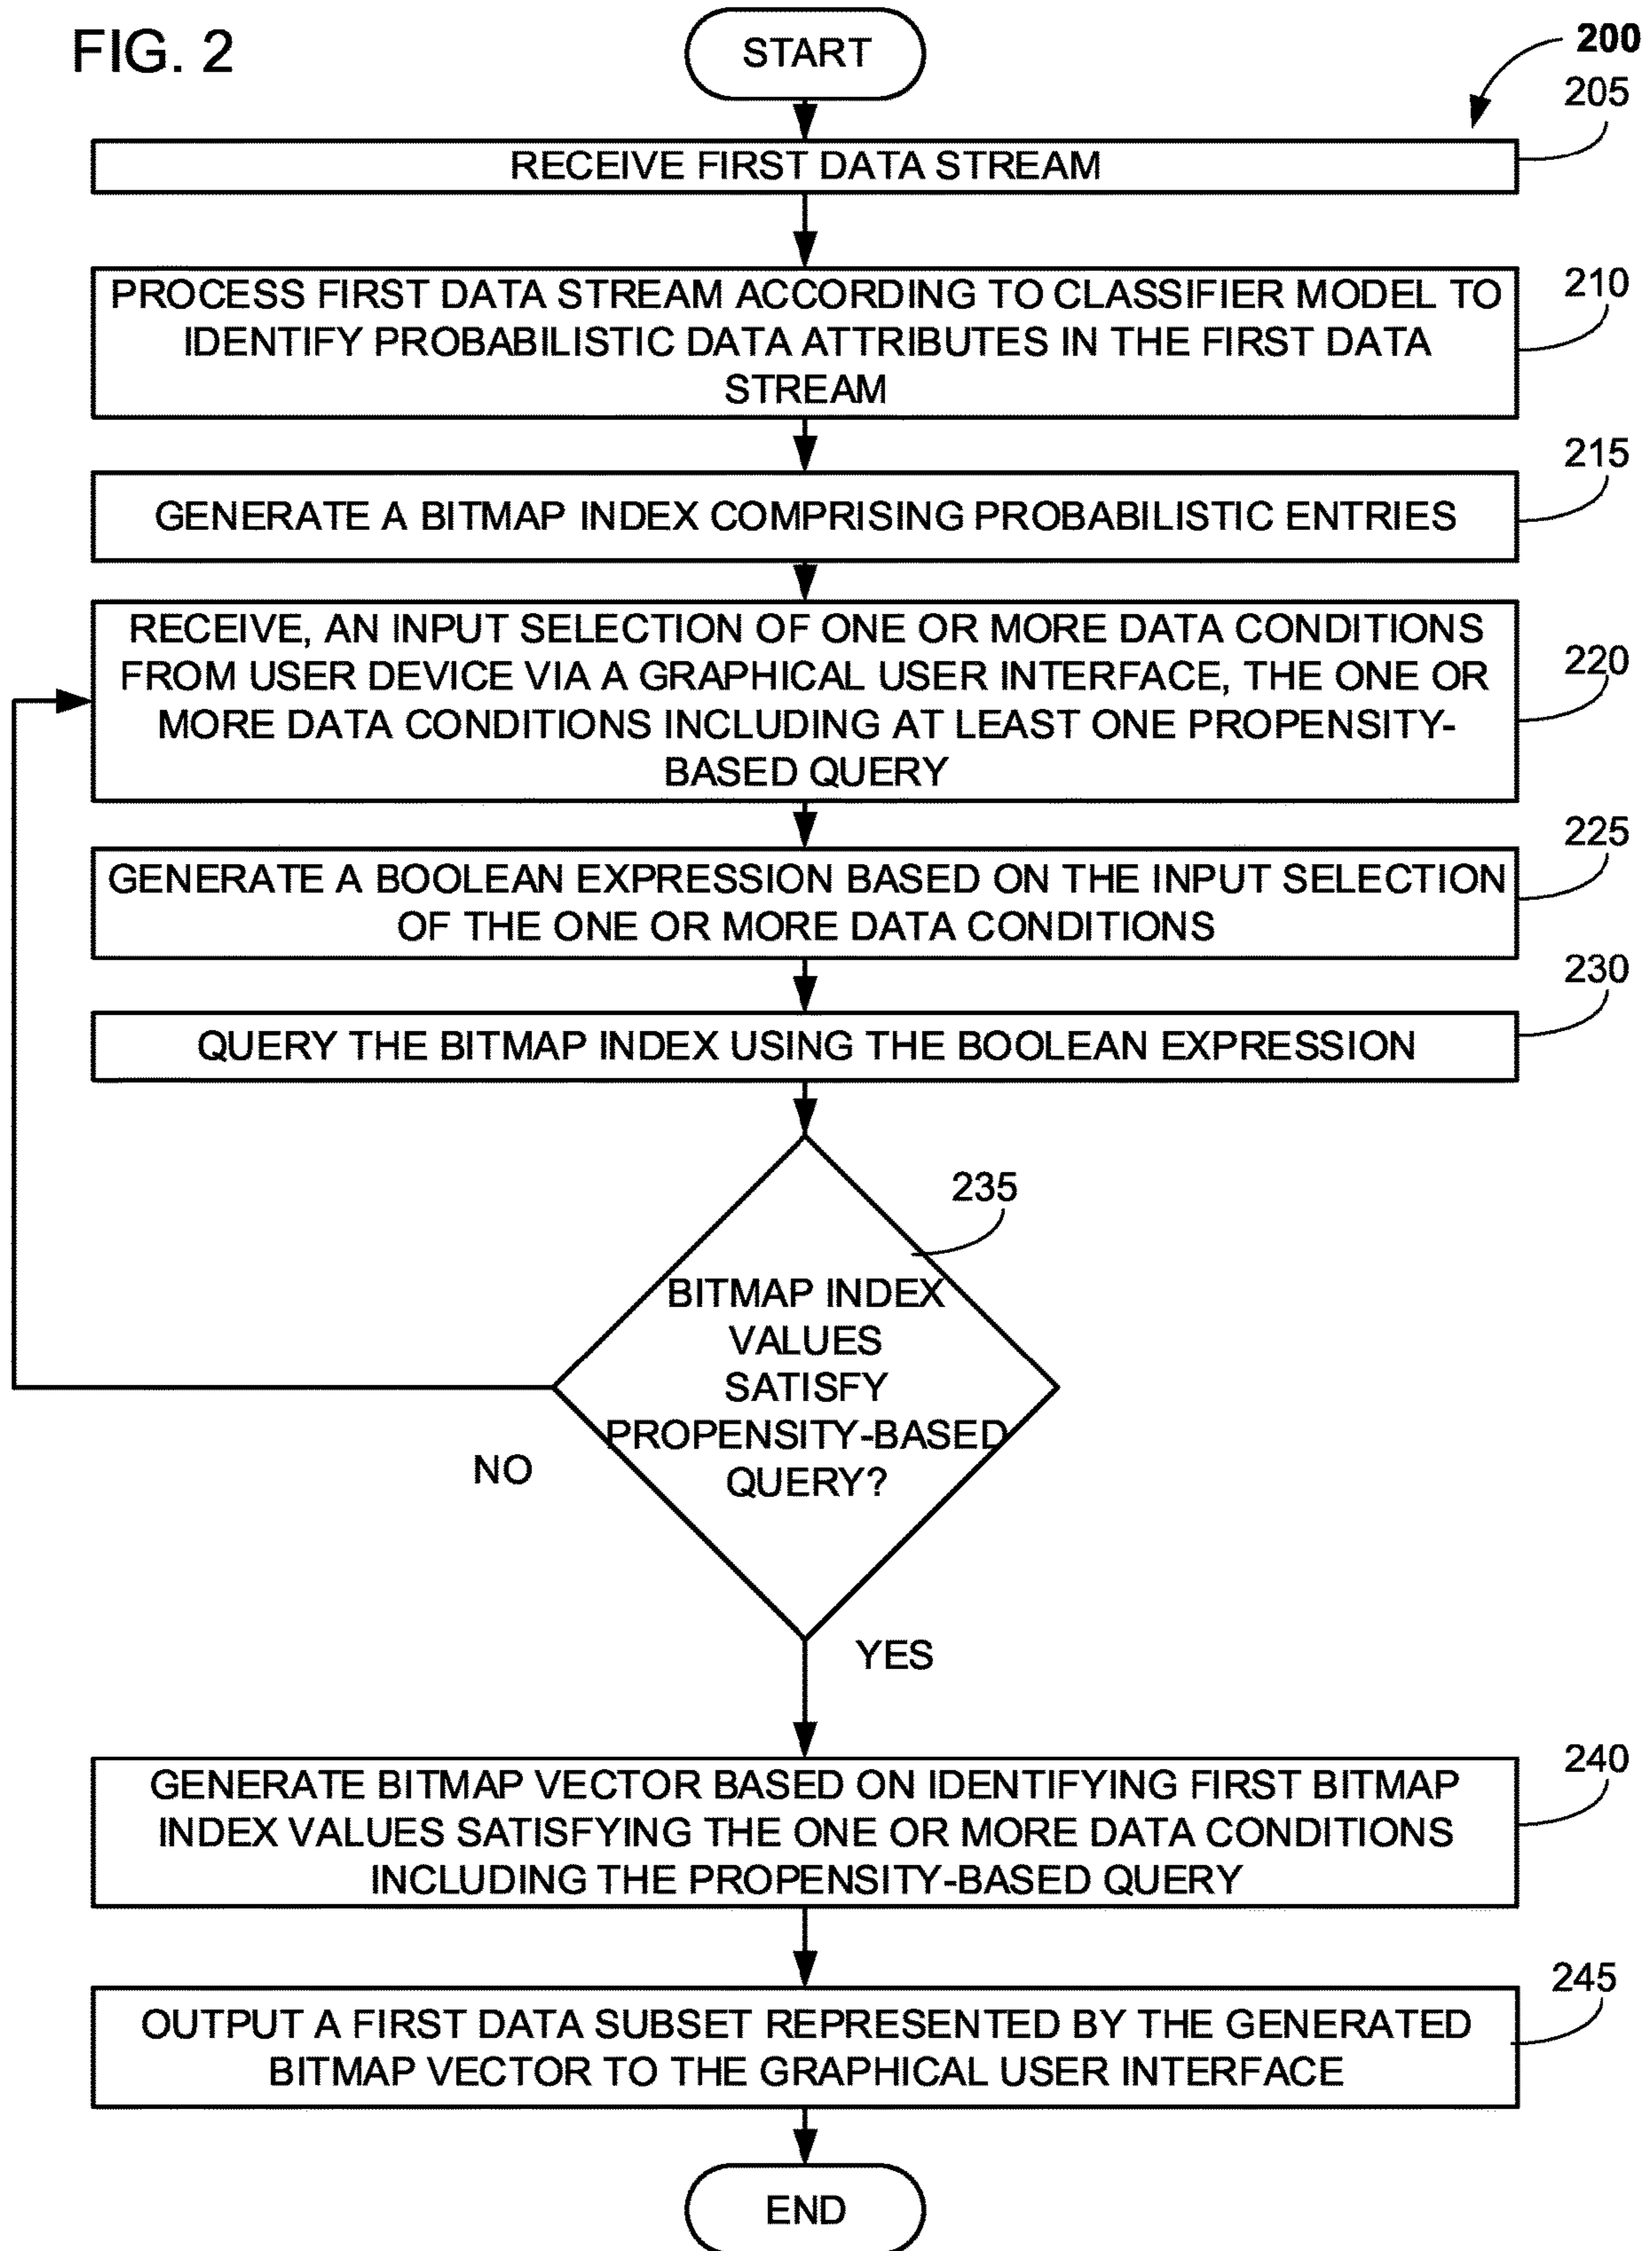 FIG. 2
START
200
205
RECEIVE FIRST DATA STREAM
PROCESS FIRST DATA STREAM ACCORDING TO CLASSIFIER MODEL TO
IDENTIFY PROBABILISTIC DATA ATTRIBUTES IN THE FIRST DATA
STREAM
210
215
GENERATE A BITMAP INDEX COMPRISING PROBABILISTIC ENTRIES
RECEIVE, AN INPUT SELECTION OF ONE OR MORE DATA CONDITIONS
FROM USER DEVICE VIA A GRAPHICAL USER INTERFACE, THE ONE OR
MORE DATA CONDITIONS INCLUDING AT LEAST ONE PROPENSITY-
BASED QUERY
220
225
GENERATE A BOOLEAN EXPRESSION BASED ON THE INPUT SELECTION
OF THE ONE OR MORE DATA CONDITIONS
230
QUERY THE BITMAP INDEX USING THE BOOLEAN EXPRESSION
235
BITMAP INDEX
VALUES
SATISFY
PROPENSITY-BASED
QUERY?
NO
YES
240
GENERATE BITMAP VECTOR BASED ON IDENTIFYING FIRST BITMAP
INDEX VALUES SATISFYING THE ONE OR MORE DATA CONDITIONS
INCLUDING THE PROPENSITY-BASED QUERY
245
OUTPUT A FIRST DATA SUBSET REPRESENTED BY THE GENERATED
BITMAP VECTOR TO THE GRAPHICAL USER INTERFACE
END